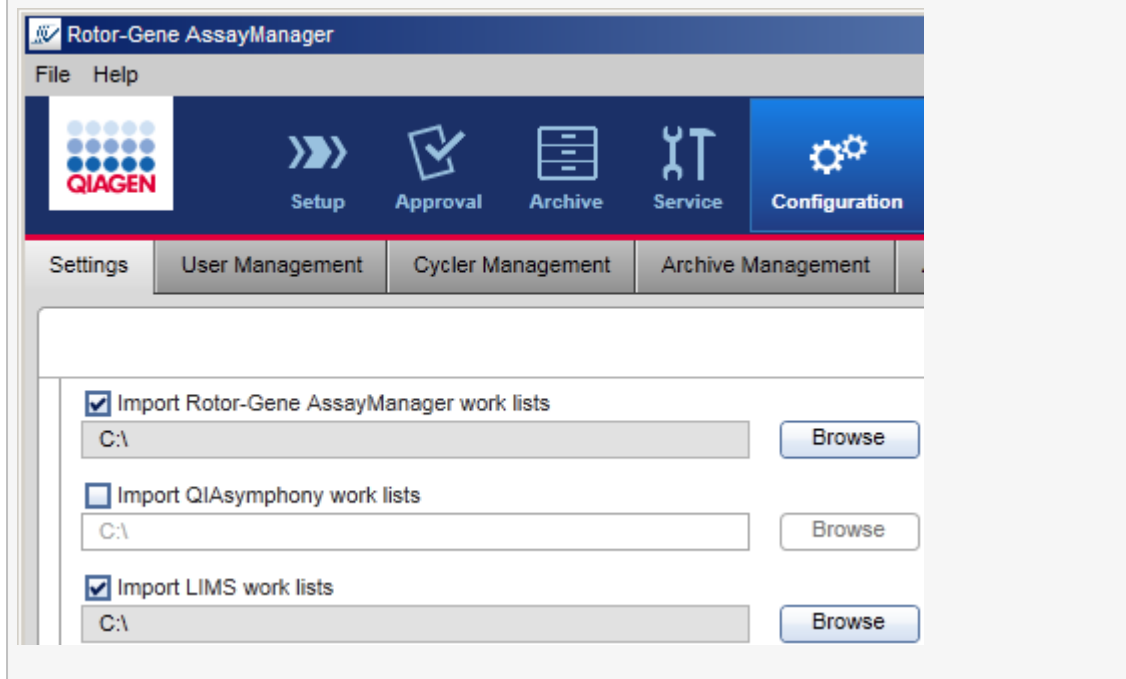 Rotor-Gene AssayManager
File Help
QIAGEN
Setup Approval Archive Service Configuration
Settings User Management Cycler Management Archive Management
Import Rotor-Gene AssayManager work lists
C:\ Browse
Import QIAsymphony work lists
C:\ Browse
Import LIMS work lists
C:\ Browse